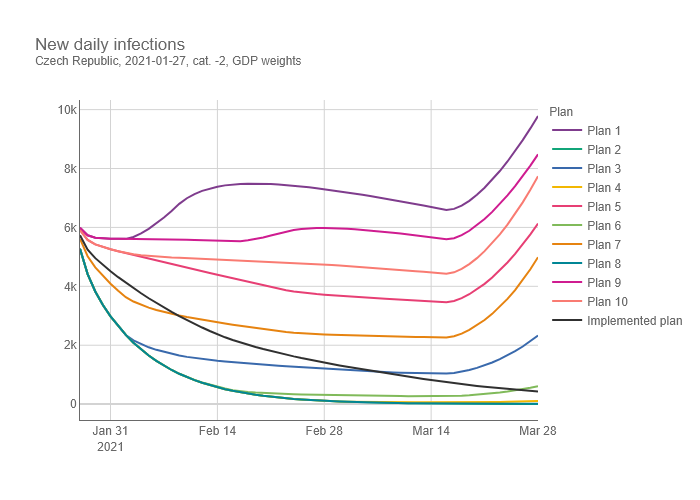 New daily infections
Czech Republic, 2021-01-27, cat. -2, GDP weights
10k
8k
6k
4k
2k
0
Jan 31
2021
Feb 14
Feb 28
Mar 14
Mar 28
Plan
Plan 1
Plan 2
Plan 3
Plan 4
Plan 5
Plan 6
Plan 7
Plan 8
Plan 9
Plan 10
Implemented plan